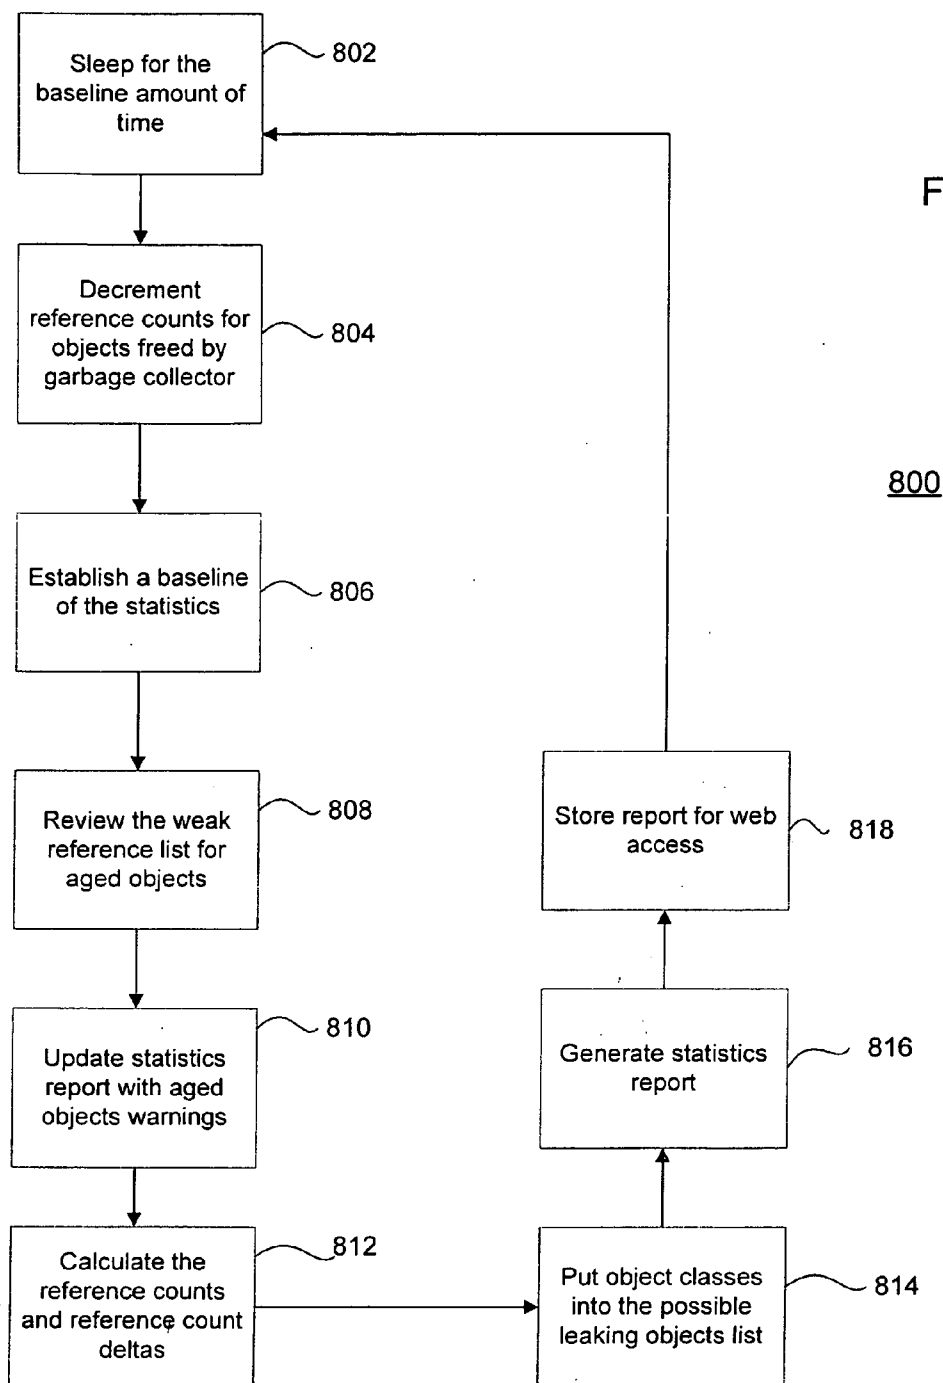 Sleep for the
baseline amount of
time
802
F
Decrement
reference counts for
objects freed by
garbage collector
804
800
Establish a baseline
of the statistics
806
Review the weak
reference list for
aged objects
808
Store report for web
access
818
Update statistics
report with aged
objects warnings
810
Generate statistics
report
816
Calculate the
reference counts
and reference count
deltas
812
Put object classes
into the possible
leaking objects list
814